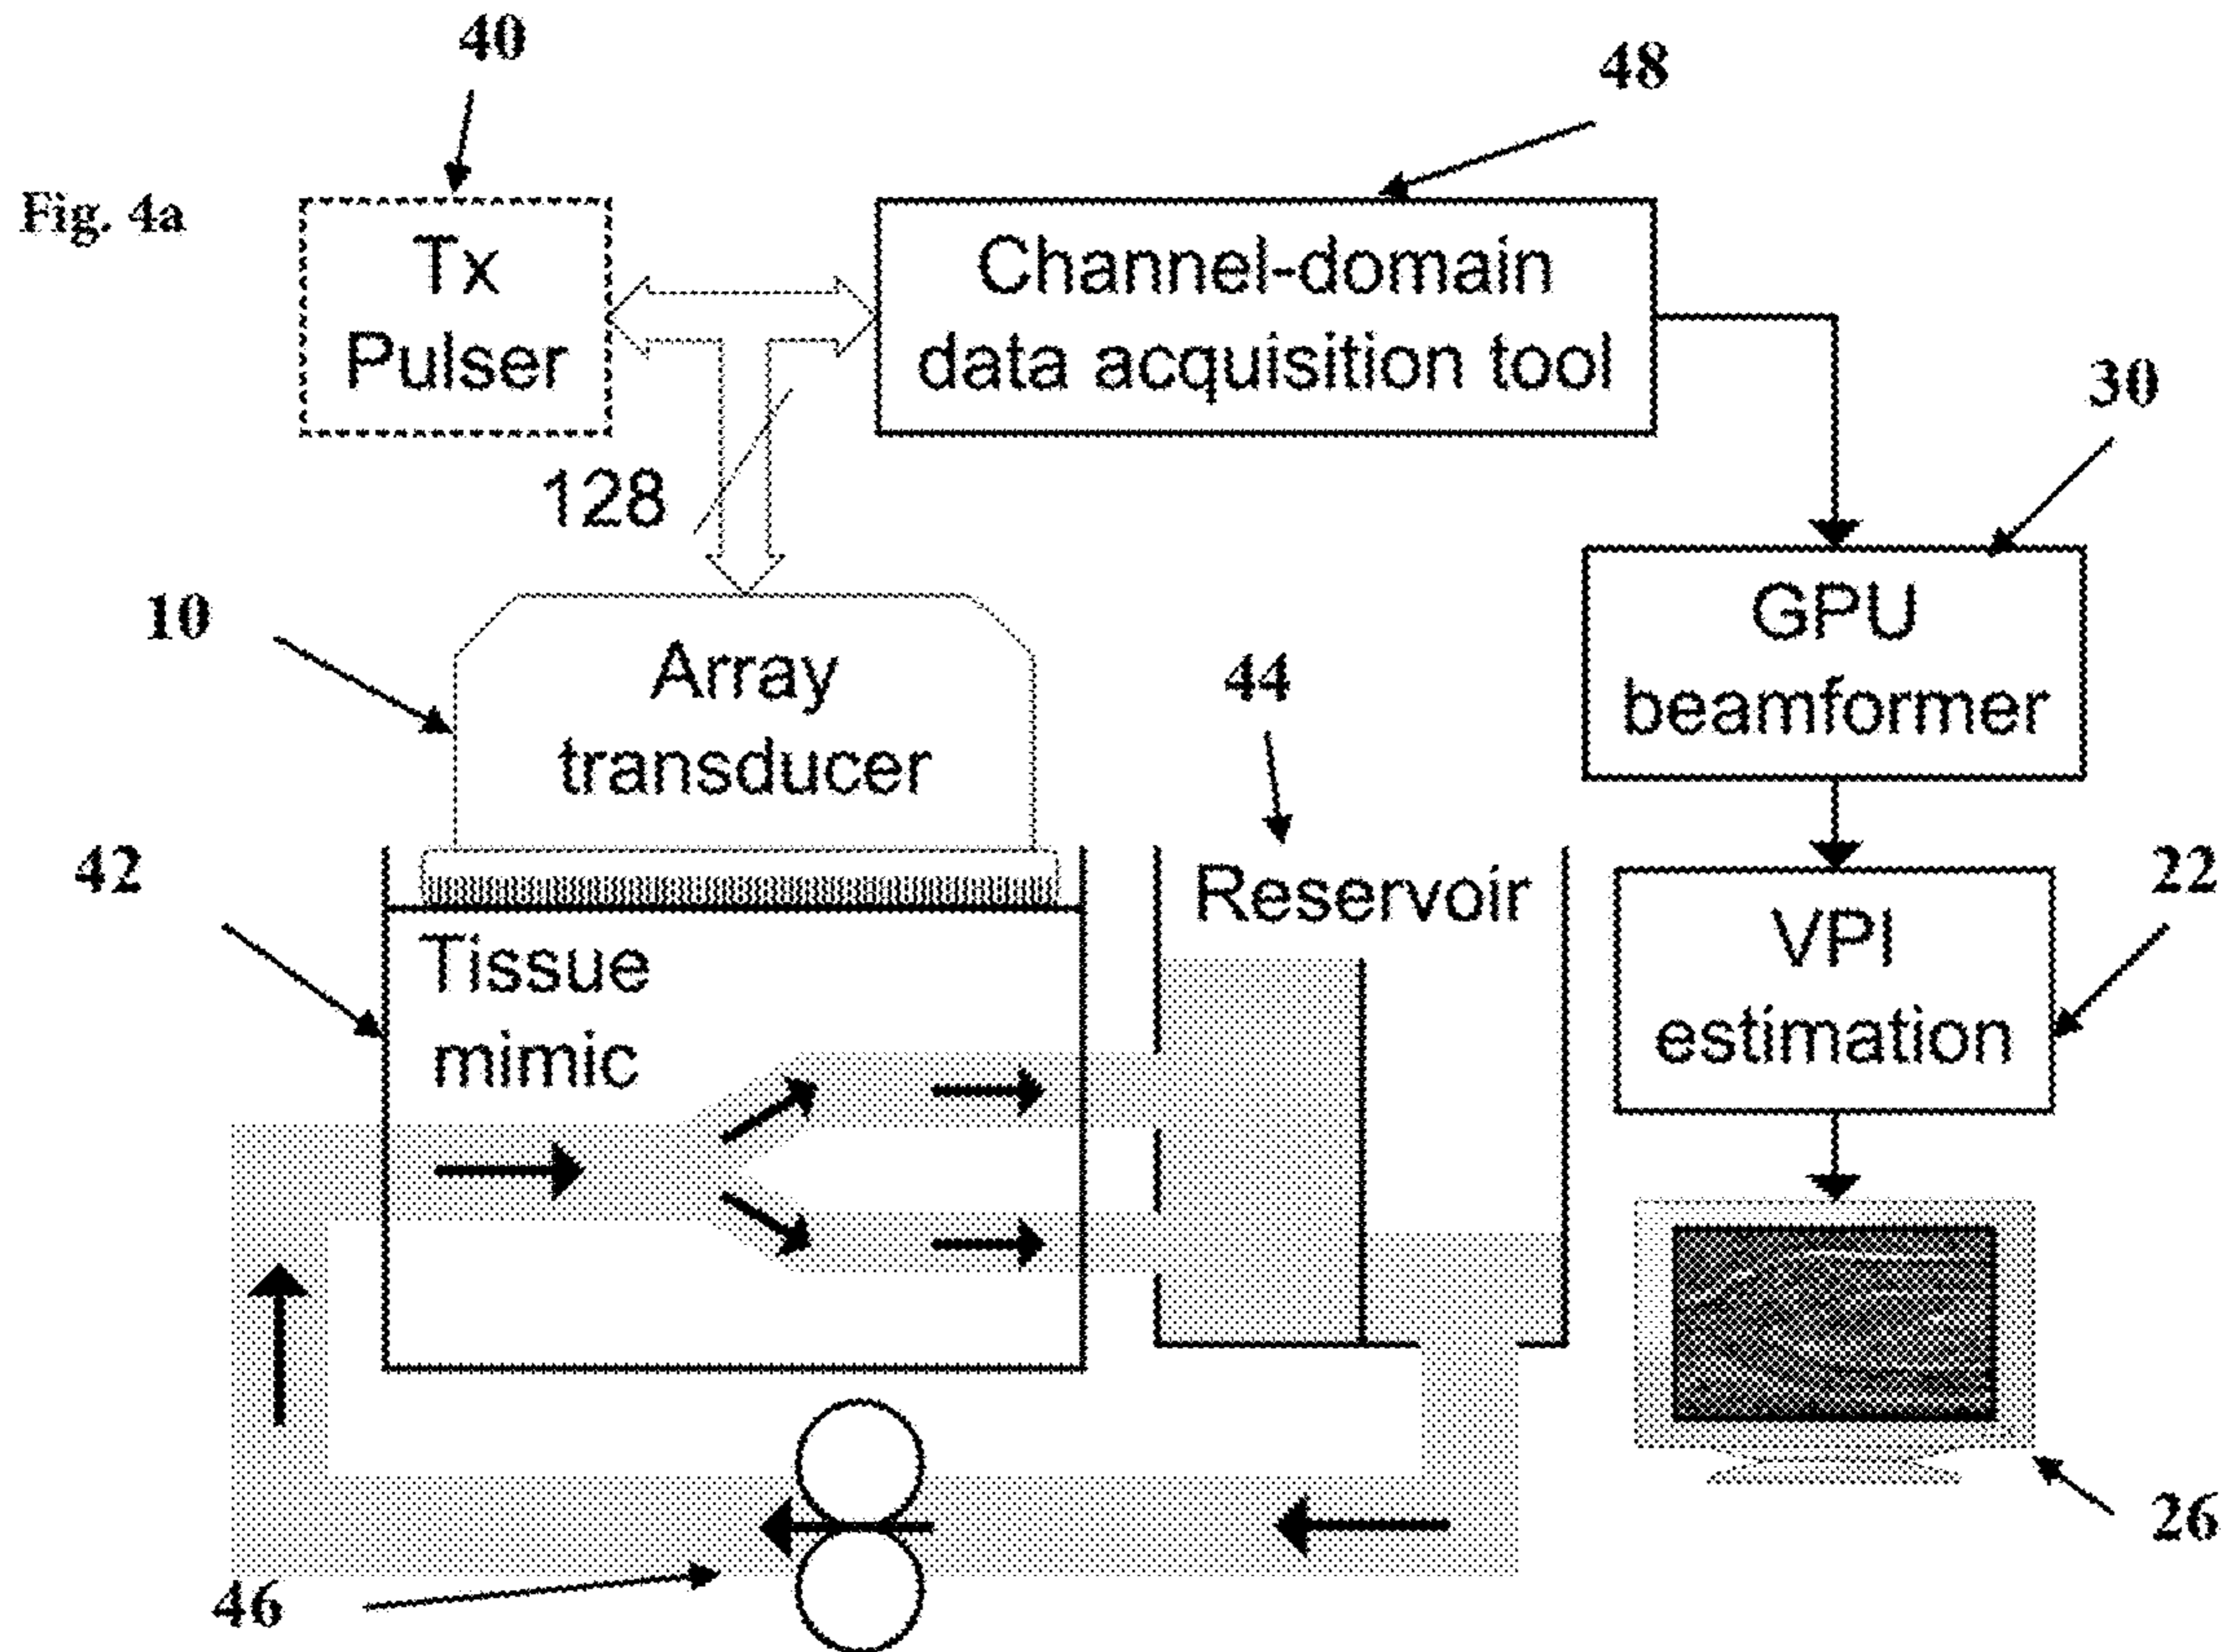 40
48
Fig. 4a
Tx
Pulser
Channel-domain
data acquisition tool
30
128
10
Array
transducer
GPU
beamformer
44
42
Reservoir
22
Tissue
mimic
VPI
estimation
26
46